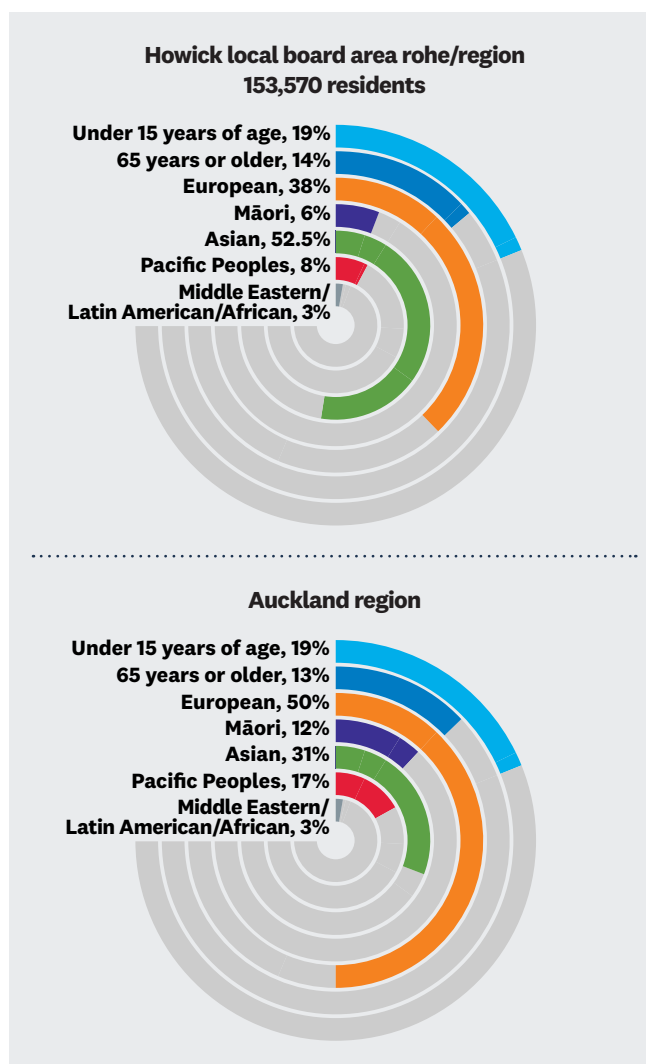 Howick local board area rohe/region
153,570 residents
Under 15 years of age, 19%
65 years or older, 14%
European, 38%
Māori, 6%
Asian, 52.5%
Pacific Peoples, 8%
Middle Eastern/
Latin American/African, 3%
Auckland region
Under 15 years of age, 19%
65 years or older, 13%
European, 50%
Māori, 12%
Asian, 31%
Pacific Peoples, 17%
Middle Eastern/
Latin American/African, 3%